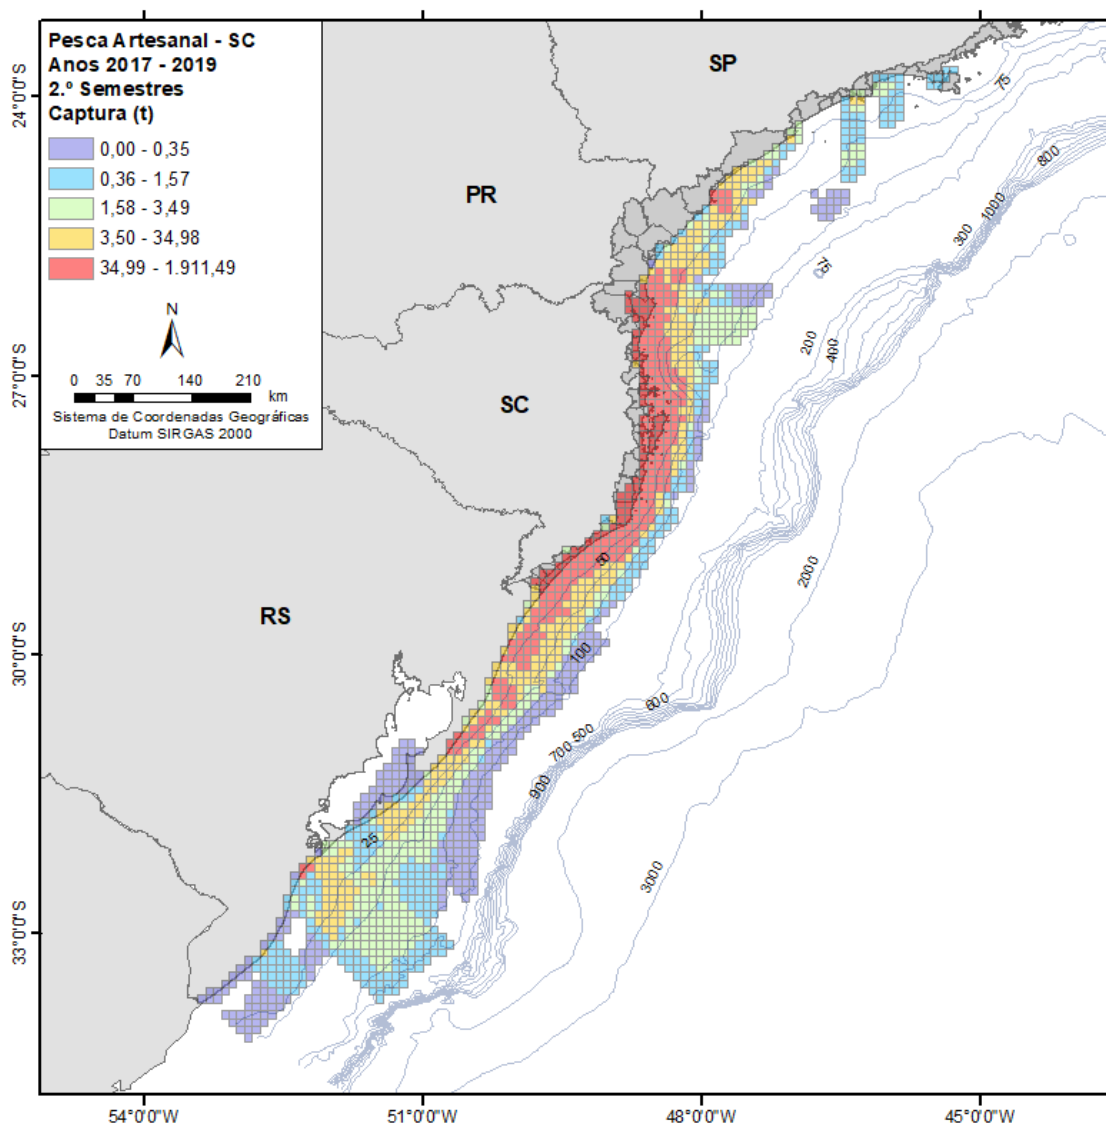 Pesca Artesanal - SC
Anos 2017 - 2019
2.º Semestres
Captura (t)
0,00 - 0,35
0,36 - 1,57
1,58 - 3,49
3,50 - 34,98
34,99 - 1.911,49
N
0 35 70 140 210
km
Sistema de Coordenadas Geográficas
Datum SIRGAS 2000
SP
PR
SC
RS
75
800
1000
300
75
200
400
50
2000
100
600
500
700
900
25
3000
24°0'0"S
27°0'0"S
30°0'0"S
33°0'0"S
54°0'0"W
51°0'0"W
48°0'0"W
45°0'0"W